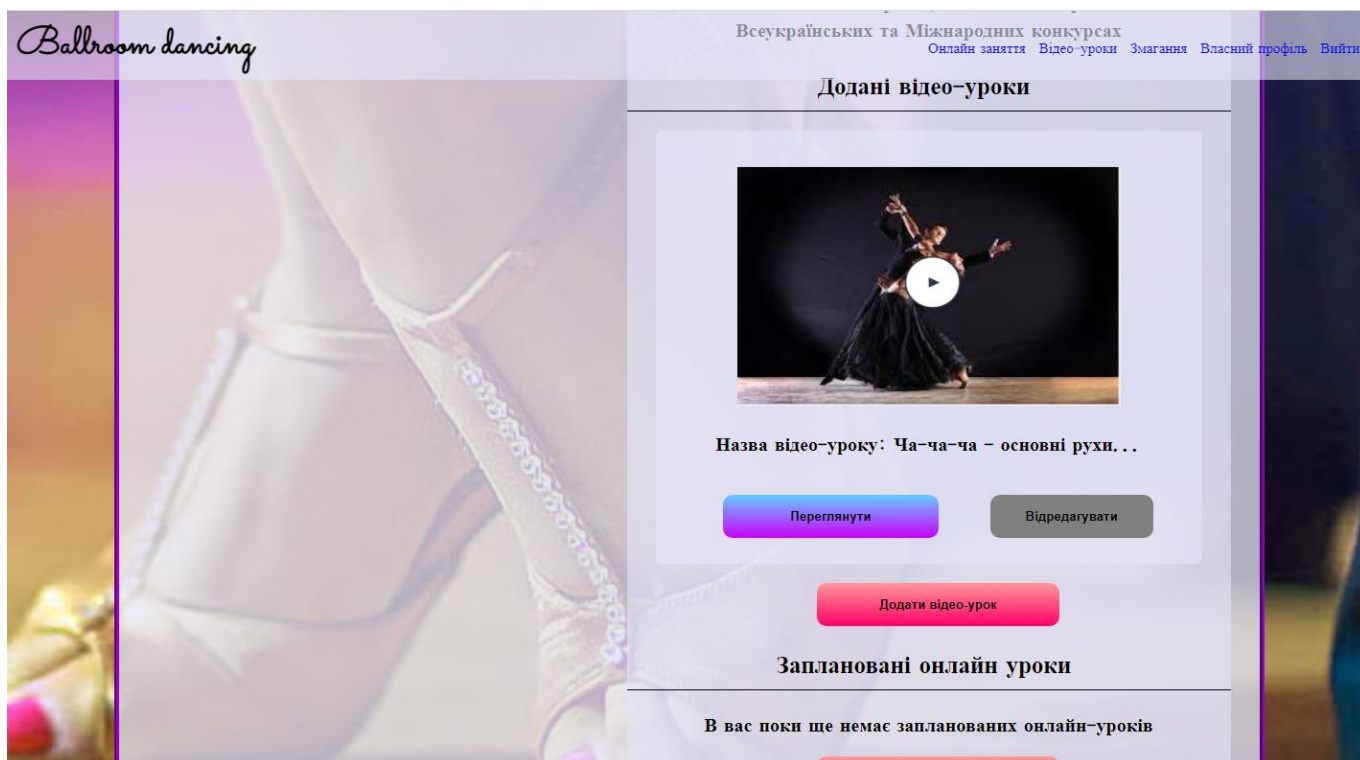 Ballroom dancing
Всеукраїнських та Міжнародних конкурсах
Онлайн заняття Відео-уроки Змагання Власний профіль Вийти
Додані відео-уроки
Назва відео-уроку: Ча-ча-ча - основні рухи...
Переглянути
Відредагувати
Додати відео-урок
Заплановані онлайн уроки
В вас поки ще немає запланованих онлайн-уроків